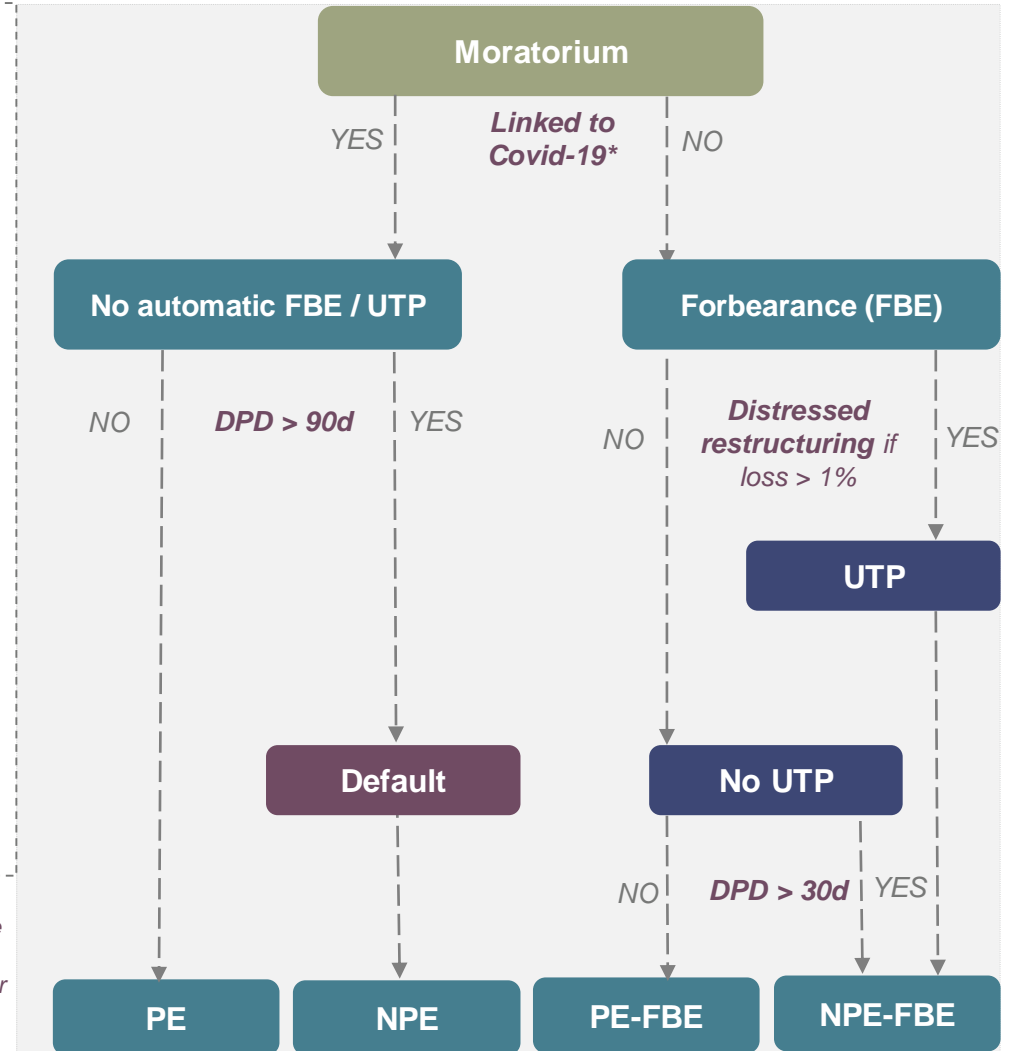 Moratorium
YES
Linked to
Covid-19*
NO
No automatic FBE / UTP
Forbearance (FBE)
NO
DPD > 90d
YES
NO
Distressed
restructuring if
loss > 1%
YES
UTP
Default
No UTP
NO
DPD > 30d
YES
PE
NPE
PE-FBE
NPE-FBE